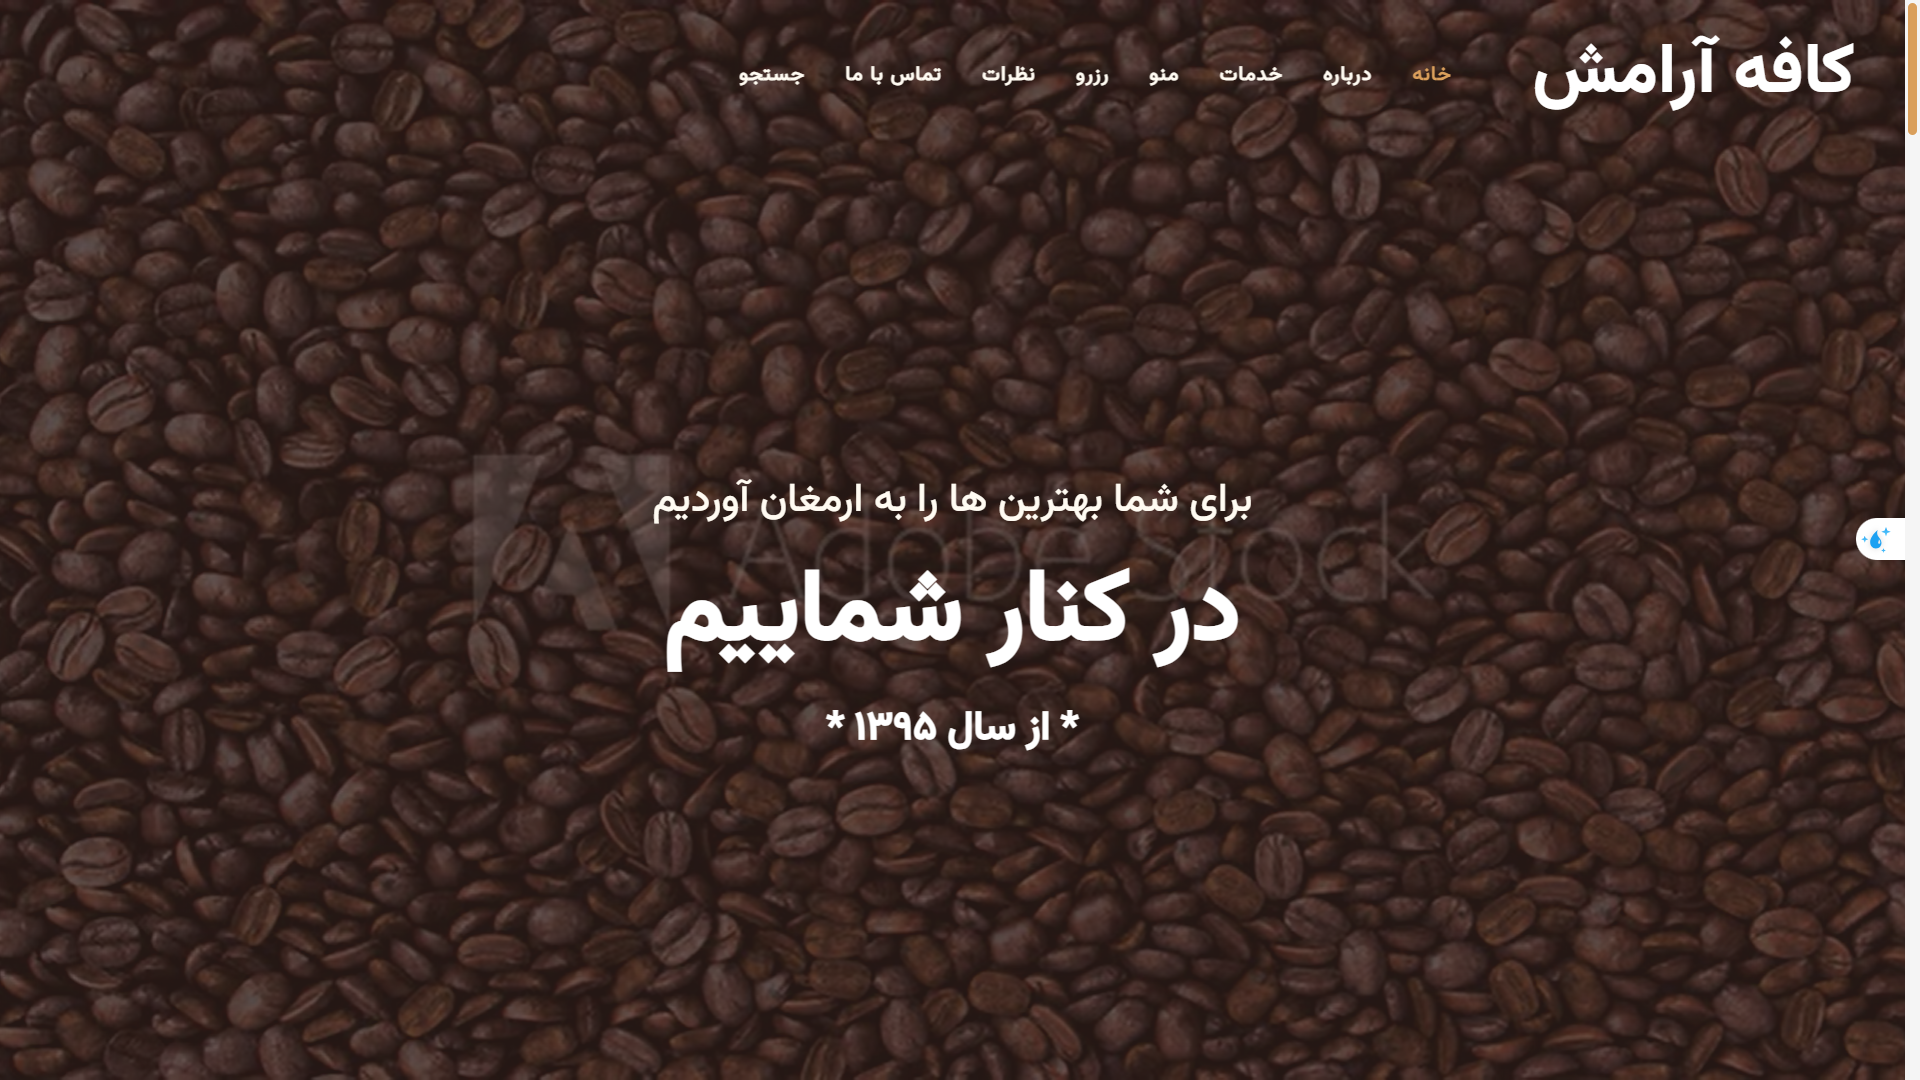 کافه آرامش
خانه درباره خدمات منو رزرو نظرات تماس با ما جستجو
برای شما بهترین ها را به ارمغان آوردیم
Adobe Stock
در کنار شماییم
* از سال ۱۳۹۵ *